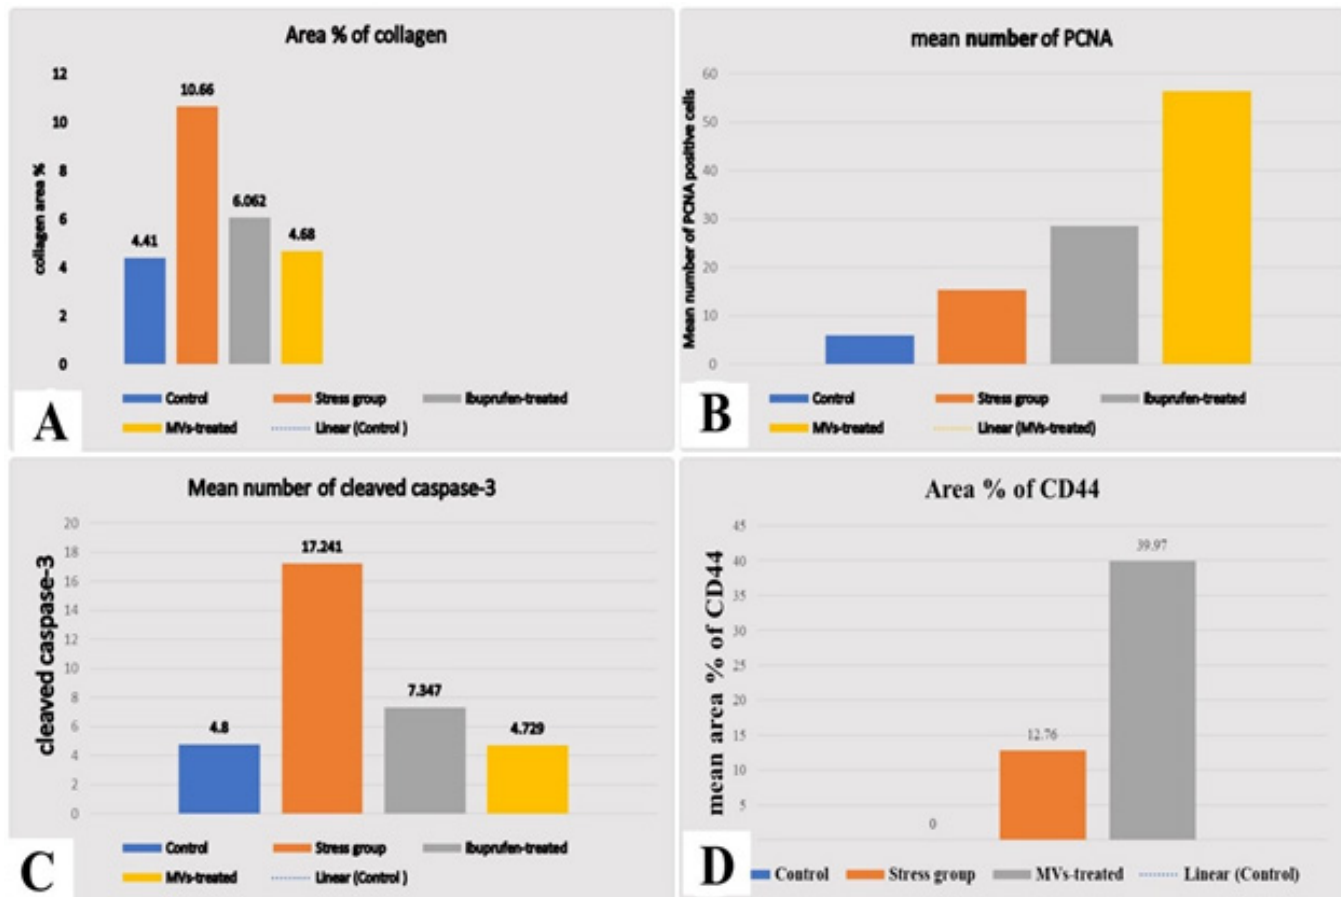 Area % of collagen
12
10
8
6
4
2
0
collagen area %
4.41
10.66
6.062
4.68
Control
Stress group
Ibuprufen-treated
MVs-treated
Linear (Control )
A
mean number of PCNA
60
50
40
30
20
10
0
Mean number of PCNA positive cells
Control
Stress group
Ibuprufen-treated
MVs-treated
Linear (MVs-treated)
B
Mean number of cleaved caspase-3
20
18
16
14
12
10
8
6
4
2
0
cleaved caspase-3
4.8
17.241
7.347
4.729
Control
Stress group
Ibuprufen-treated
MVs-treated
Linear (Control )
C
Area % of CD44
45
40
35
30
25
20
15
10
5
mean area % of CD44
0
12.76
39.97
Control
Stress group
MVs-treated
Linear (Control)
D